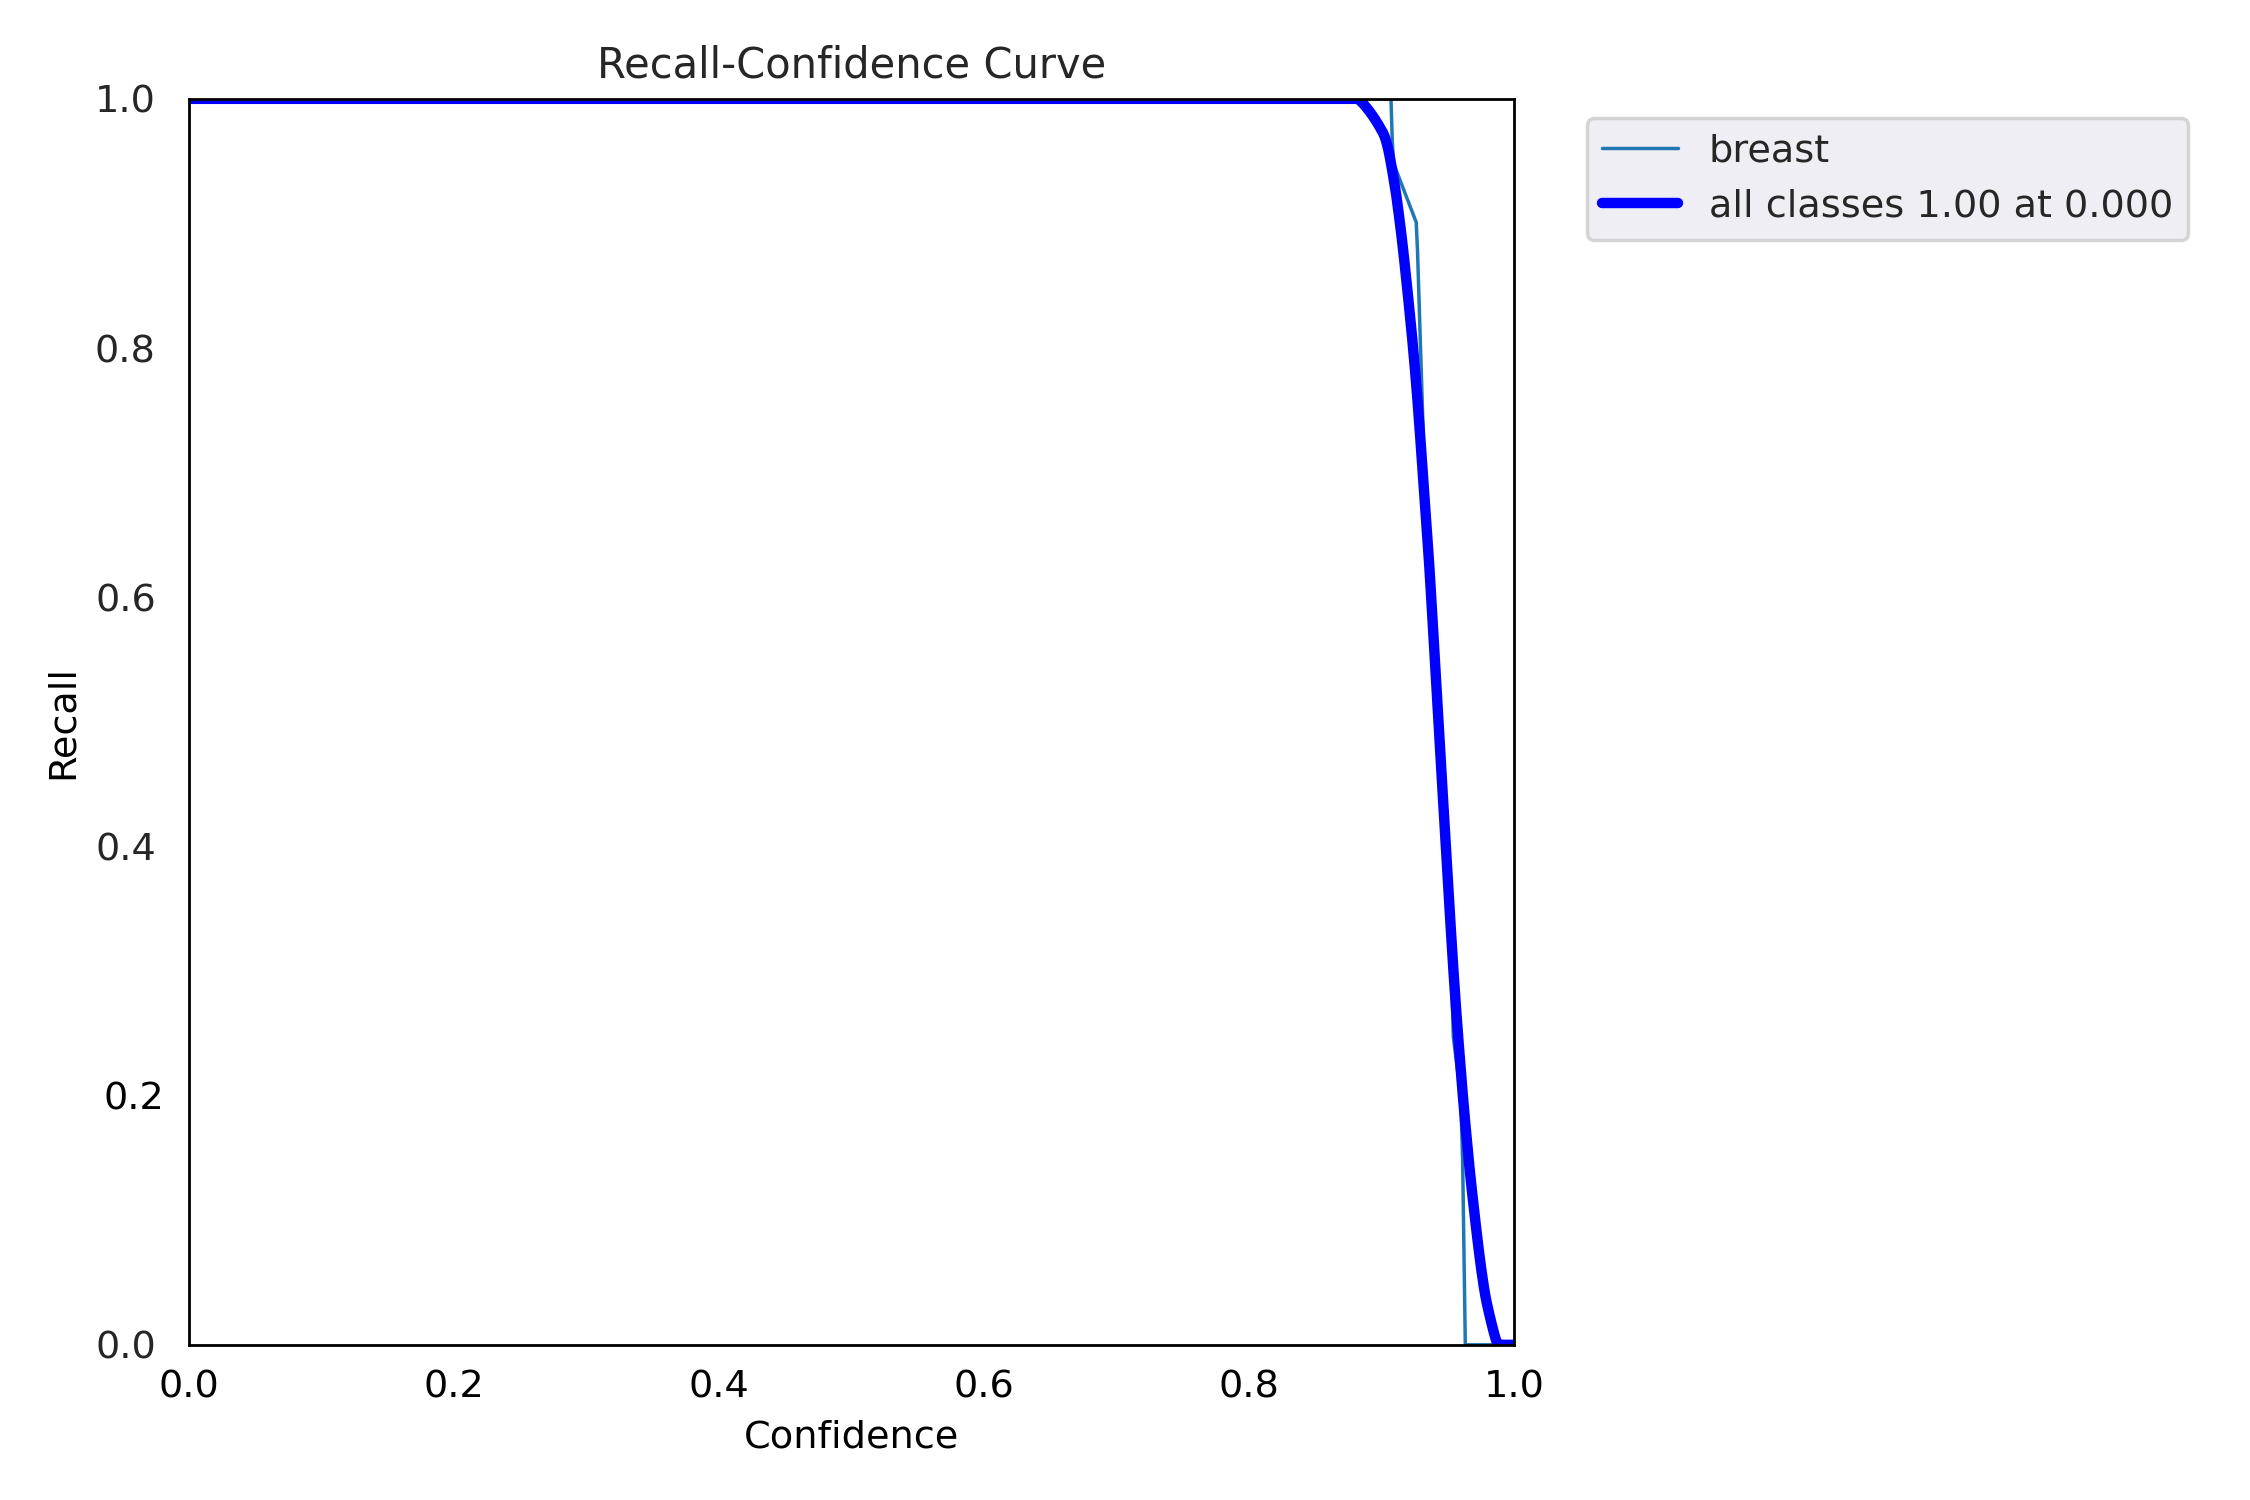 Recall-Confidence Curve
1.0
0.8
0.6
0.4
0.2
0.0
Recall
0.0 0.2 0.4 0.6 0.8 1.0
Confidence
breast
all classes 1.00 at 0.000